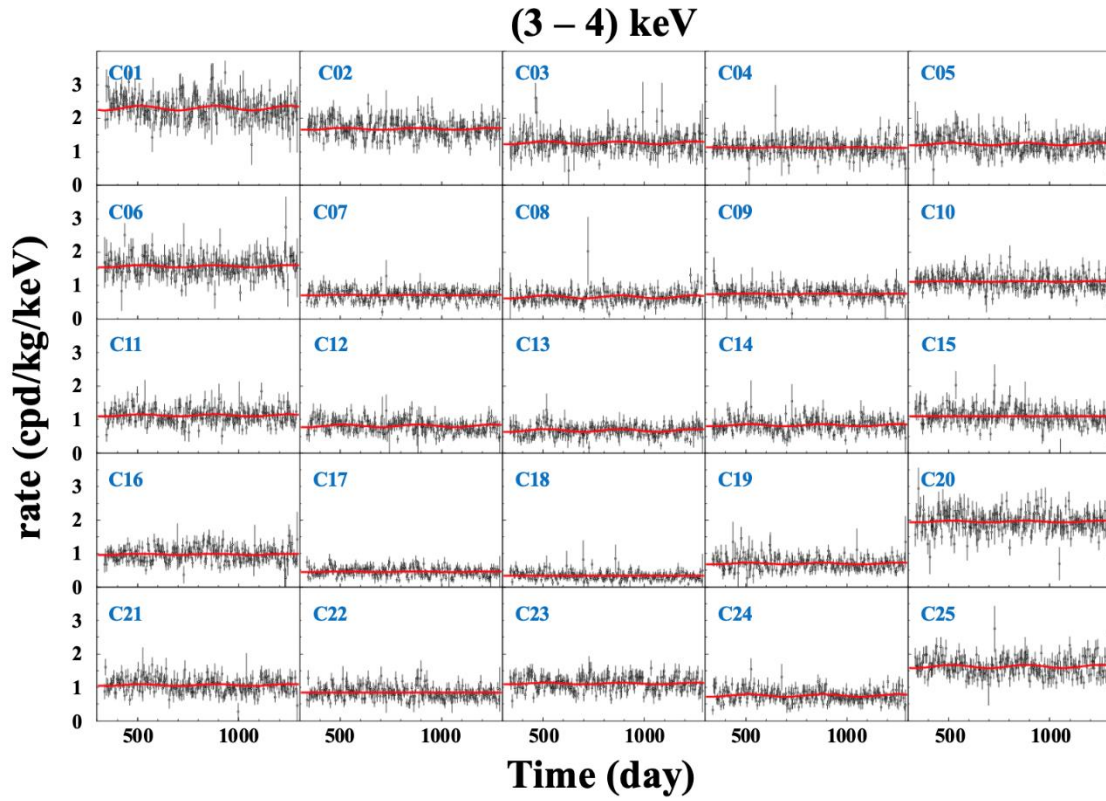 (3 – 4) keV
C01 C02 C03 C04 C05
3
2
1
0
C06 C07 C08 C09 C10
3
2
1
0
C11 C12 C13 C14 C15
3
2
1
0
C16 C17 C18 C19 C20
3
2
1
0
C21 C22 C23 C24 C25
3
2
1
0
rate (cpd/kg/keV)
500 1000 500 1000 500 1000 500 1000 500 1000
Time (day)